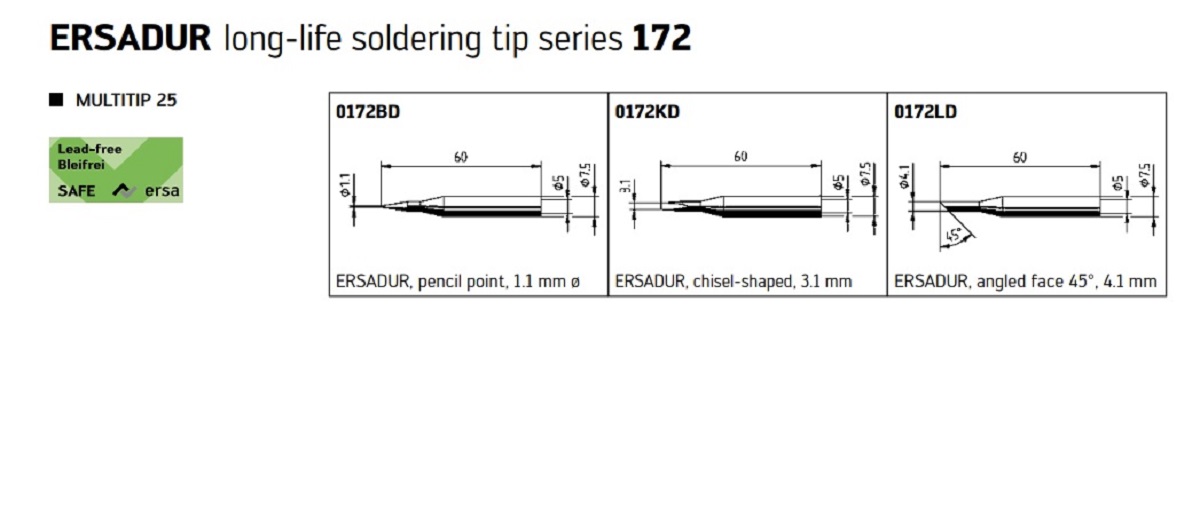 ERSADUR long-life soldering tip series 172
MULTITIP 25
Lead-free
Bleifrei
SAFE ersa
0172BD
60
ϕ1.1
ϕ5
ϕ7.5
ERSADUR, pencil point, 1.1 mm ø
0172KD
60
3.1
ϕ5
ϕ7.5
ERSADUR, chisel-shaped, 3.1 mm
0172LD
60
ϕ4.1
ϕ5
ϕ7.5
45°
ERSADUR, angled face 45°, 4.1 mm